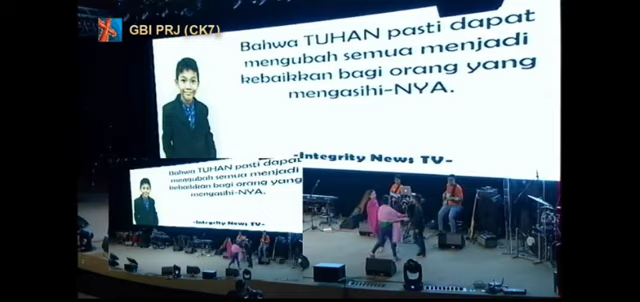 GBI PRJ (CK7)
Bahwa TUHAN pasti dapat
mengubah semua menjadi
kebaikkan bagi orang yang
mengasihi-NYA.
-Integrity News TV-
Bahwa TUHAN pasti dapat
mengubah semua menjadi
kebaikkan bagi orang yang
mengasihi-NYA.
-Integrity News TV-